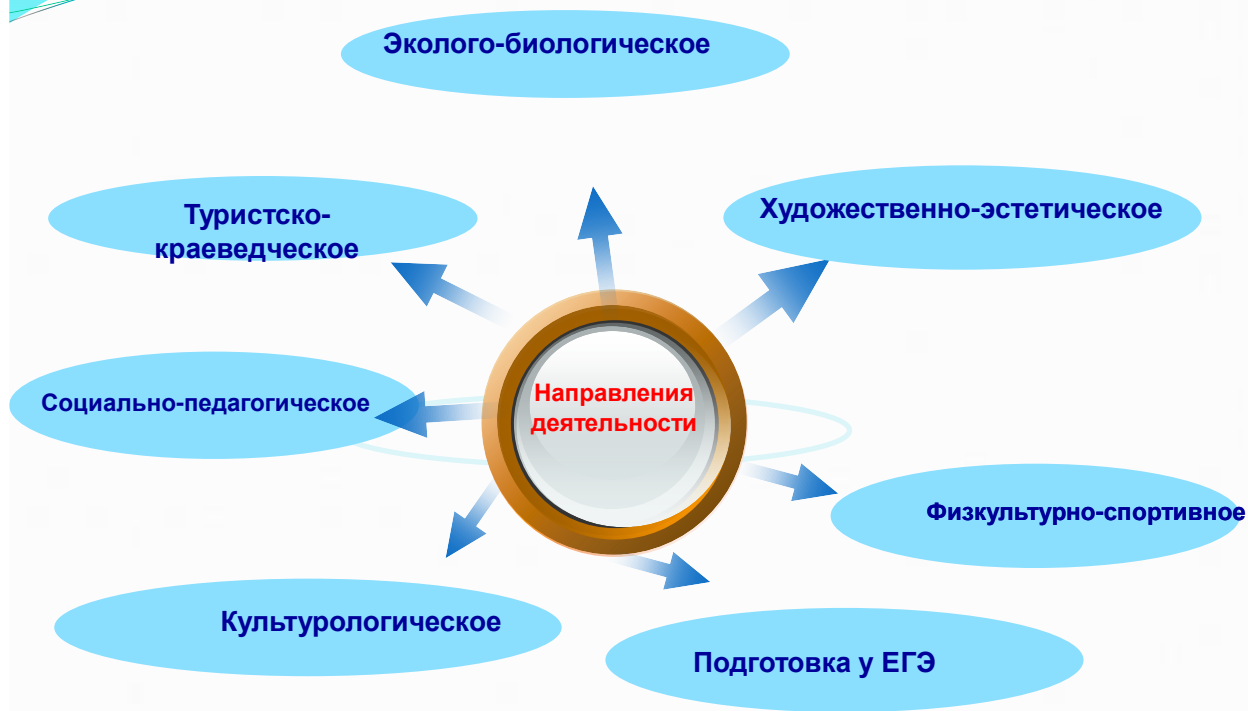 Эколого-биологическое
Туристско-
краеведческое
Художественно-эстетическое
Направления
деятельности
Социально-педагогическое
Физкультурно-спортивное
Культурологическое
Подготовка у ЕГЭ